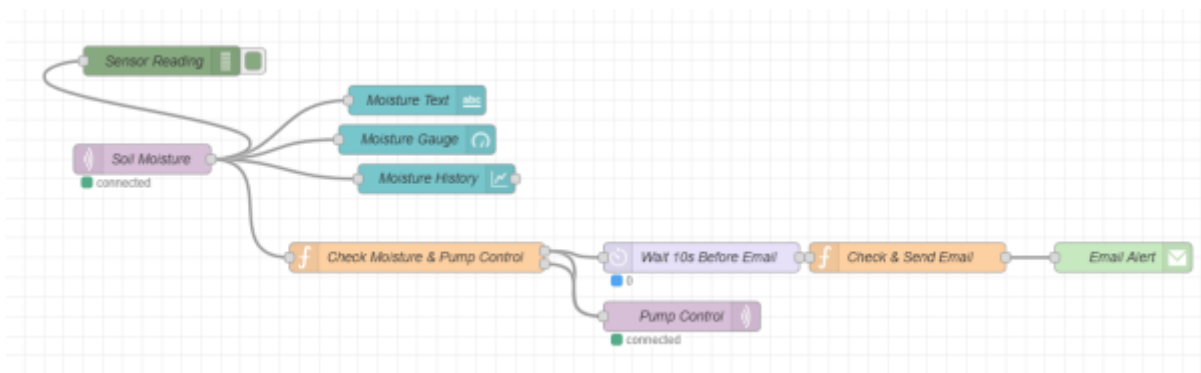 Sensor Reading
Moisture Text
abc
Moisture Gauge
Soil Moisture
connected
Moisture History
Check Moisture & Pump Control
Wait 10s Before Email
Check & Send Email
Email Alert
0
Pump Control
connected